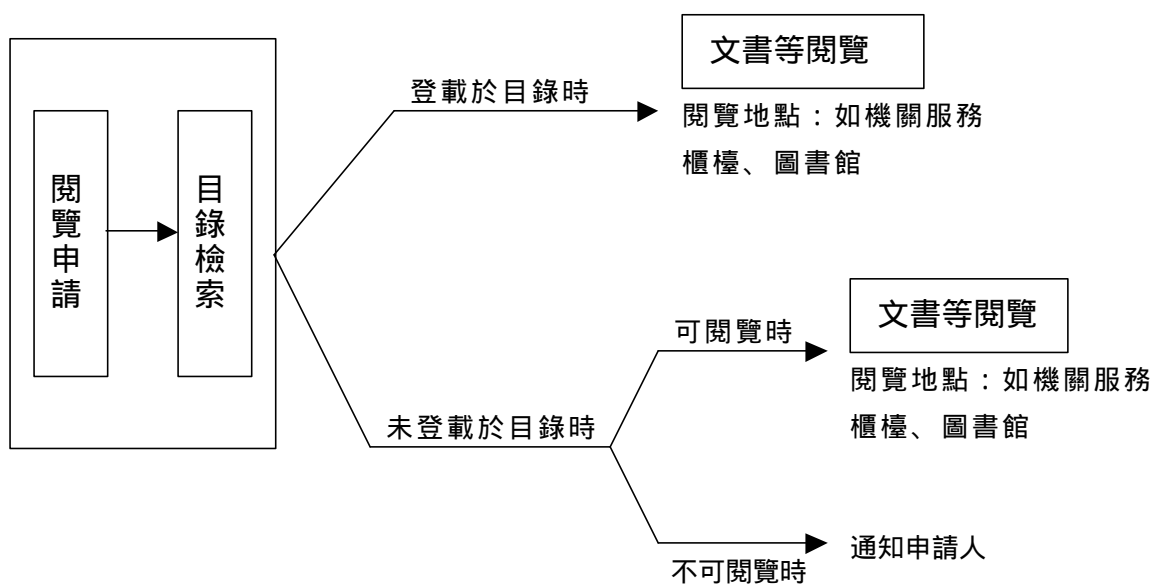 閱覽申請
目錄檢索
登載於目錄時
文書等閱覽
閱覽地點：如機關服務
櫃檯、圖書館
未登載於目錄時
可閱覽時
文書等閱覽
閱覽地點：如機關服務
櫃檯、圖書館
不可閱覽時
通知申請人